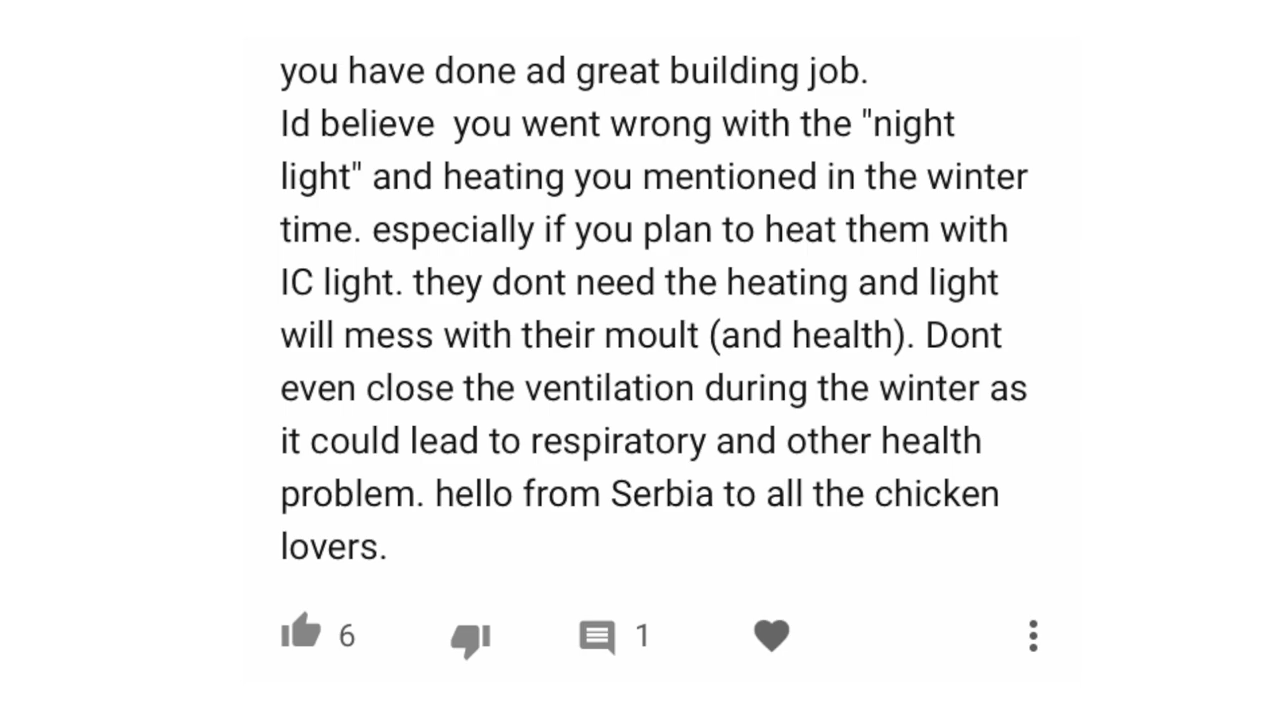 you have done ad great building job.
Id believe  you went wrong with the "night
light" and heating you mentioned in the winter
time. especially if you plan to heat them with
IC light. they dont need the heating and light
will mess with their moult (and health). Dont
even close the ventilation during the winter as
it could lead to respiratory and other health
problem. hello from Serbia to all the chicken
lovers.
6 1